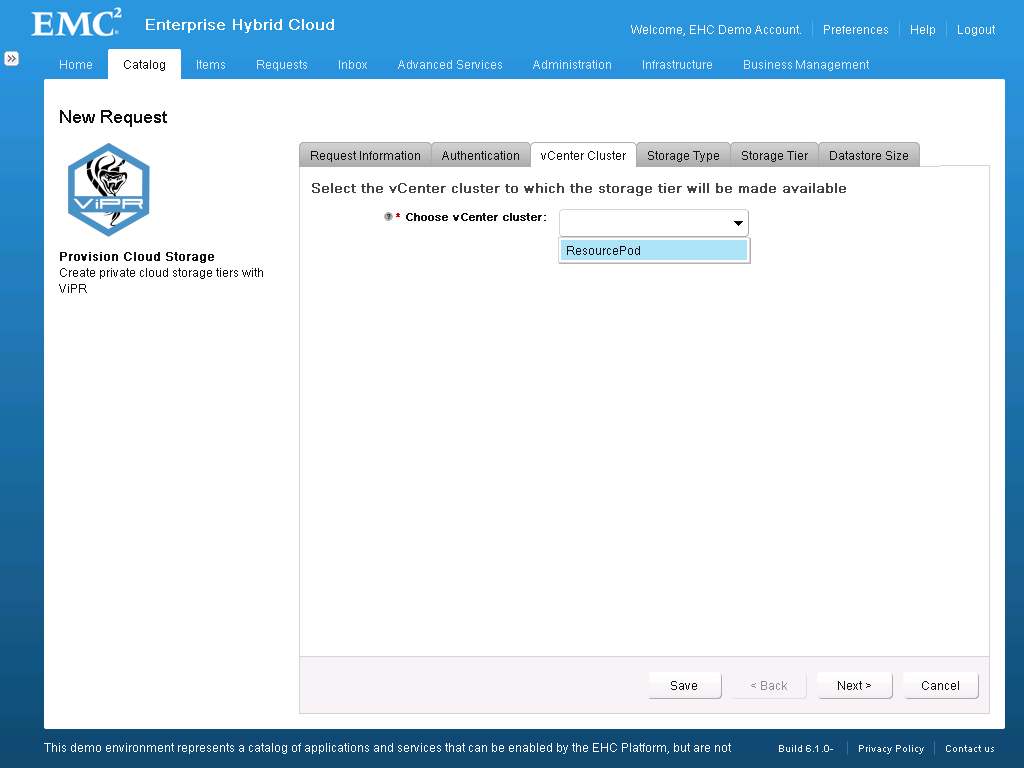 EMC²
Enterprise Hybrid Cloud
Welcome, EHC Demo Account. Preferences Help Logout
Home Catalog Items Requests Inbox Advanced Services Administration Infrastructure Business Management
New Request
ViPR
Provision Cloud Storage
Create private cloud storage tiers with
ViPR
Request Information Authentication vCenter Cluster Storage Type Storage Tier Datastore Size
Select the vCenter cluster to which the storage tier will be made available
* Choose vCenter cluster:
ResourcePod
Save < Back Next > Cancel
This demo environment represents a catalog of applications and services that can be enabled by the EHC Platform, but are not
Build 6.1.0- Privacy Policy Contact us